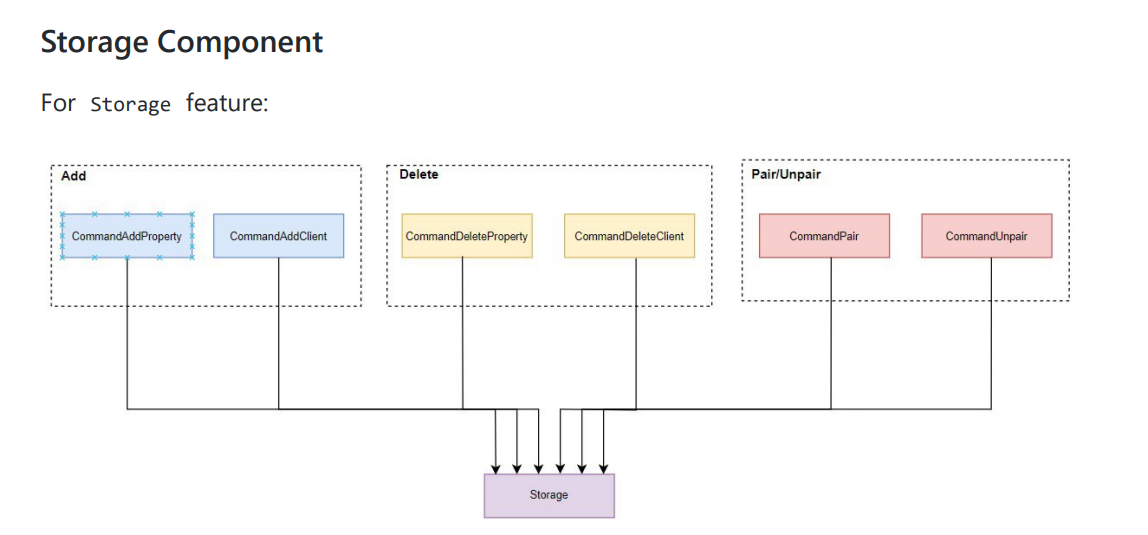 Storage Component
For Storage feature:
Add
Delete
Pair/Unpair
CommandAddProperty
CommandAddClient
CommandDeleteProperty
CommandDeleteClient
CommandPair
CommandUnpair
Storage